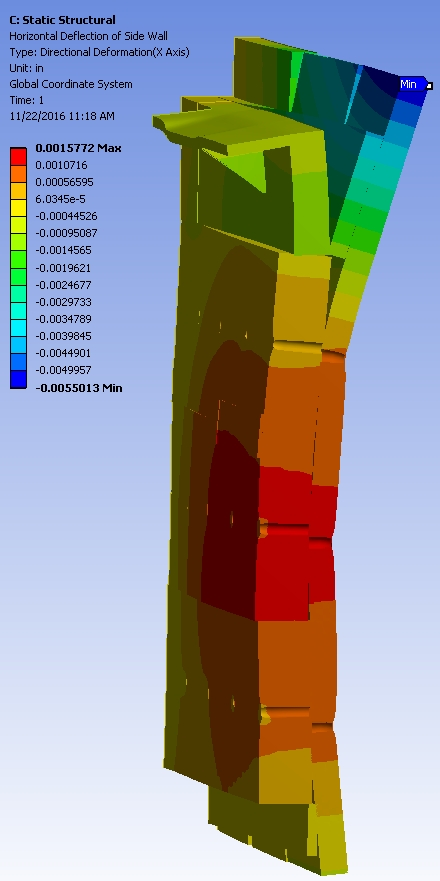 C: Static Structural
Horizontal Deflection of Side Wall
Type: Directional Deformation(X Axis)
Unit: in
Global Coordinate System
Time: 1
11/22/2016 11:18 AM
0.0015772 Max
0.0010716
0.00056595
6.0345e-5
-0.00044526
-0.00095087
-0.0014565
-0.0019621
-0.0024677
-0.0029733
-0.0034789
-0.0039845
-0.0044901
-0.0049957
-0.0055013 Min
Min